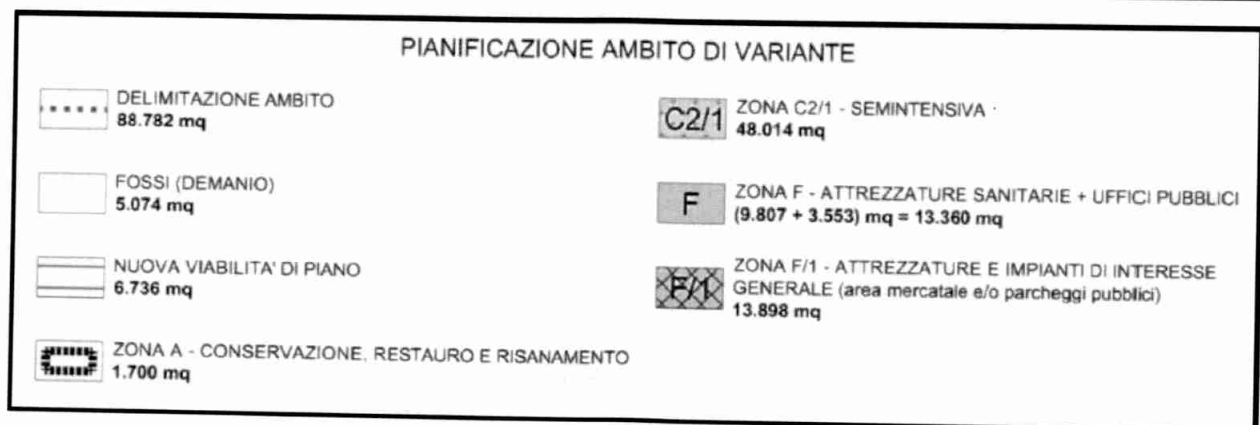 PIANIFICAZIONE AMBITO DI VARIANTE
DELIMITAZIONE AMBITO
88.782 mq
FOSSI (DEMANIO)
5.074 mq
NUOVA VIABILITA' DI PIANO
6.736 mq
ZONA A - CONSERVAZIONE, RESTAURO E RISANAMENTO
1.700 mq
C2/1
ZONA C2/1 - SEMINTENSIVA
48.014 mq
F
ZONA F - ATTREZZATURE SANITARIE + UFFICI PUBBLICI
(9.807 + 3.553) mq = 13.360 mq
F/1
ZONA F/1 - ATTREZZATURE E IMPIANTI DI INTERESSE
GENERALE (area mercatale e/o parcheggi pubblici)
13.898 mq